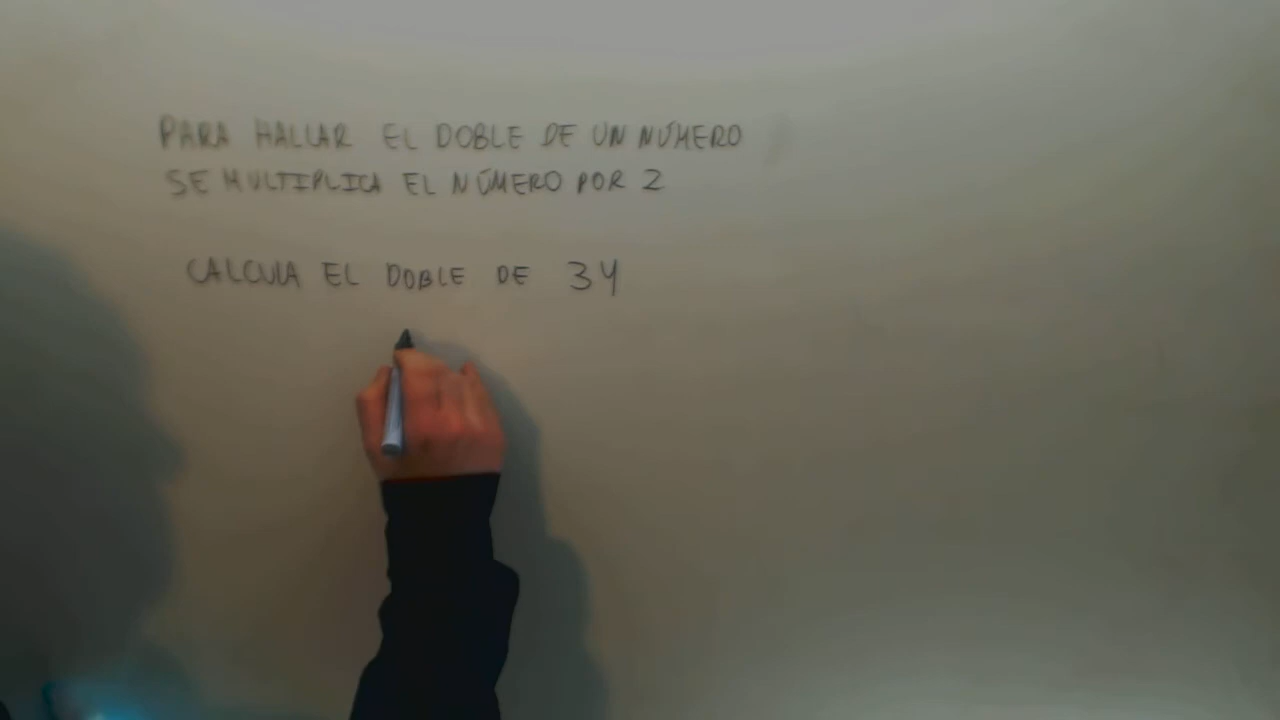 PARA HALLAR EL DOBLE DE UN NÚMERO
SE MULTIPLICA EL NÚMERO POR 2
CALCULA EL DOBLE DE 34